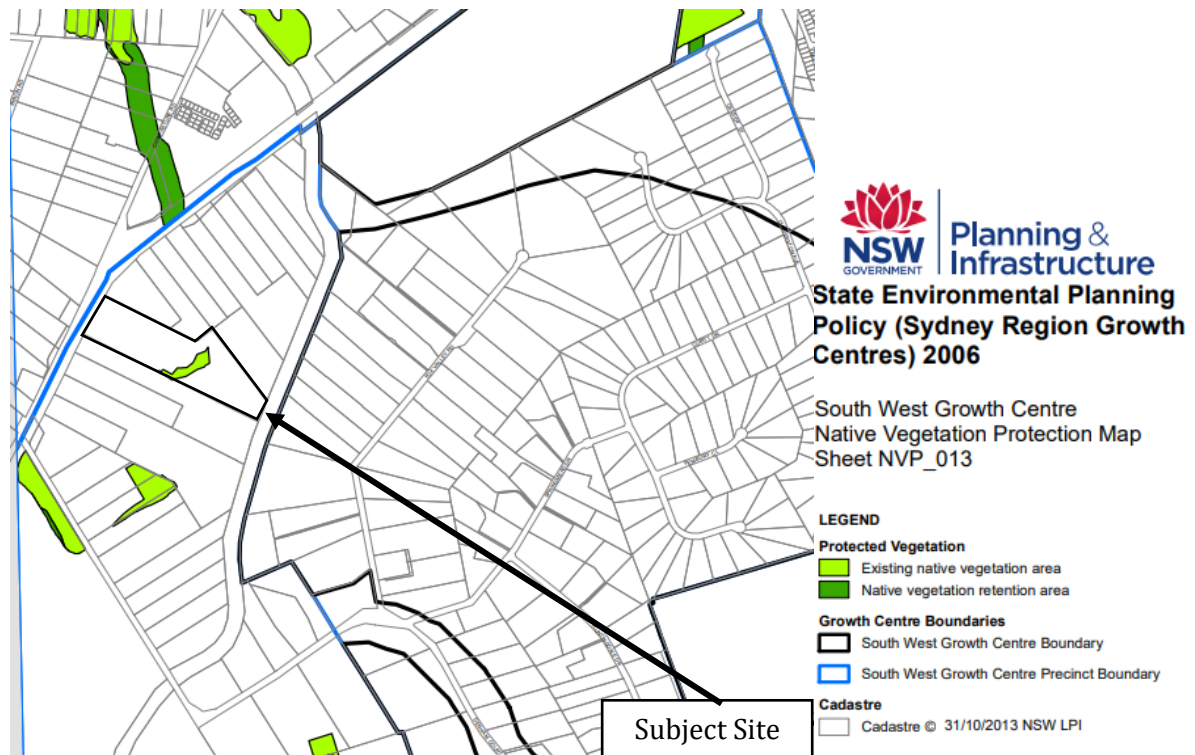 NSW
GOVERNMENT
Planning &
Infrastructure
State Environmental Planning
Policy (Sydney Region Growth
Centres) 2006
South West Growth Centre
Native Vegetation Protection Map
Sheet NVP_013
LEGEND
Protected Vegetation
Existing native vegetation area
Native vegetation retention area
Growth Centre Boundaries
South West Growth Centre Boundary
South West Growth Centre Precinct Boundary
Cadastre
Cadastre © 31/10/2013 NSW LPI
Subject Site